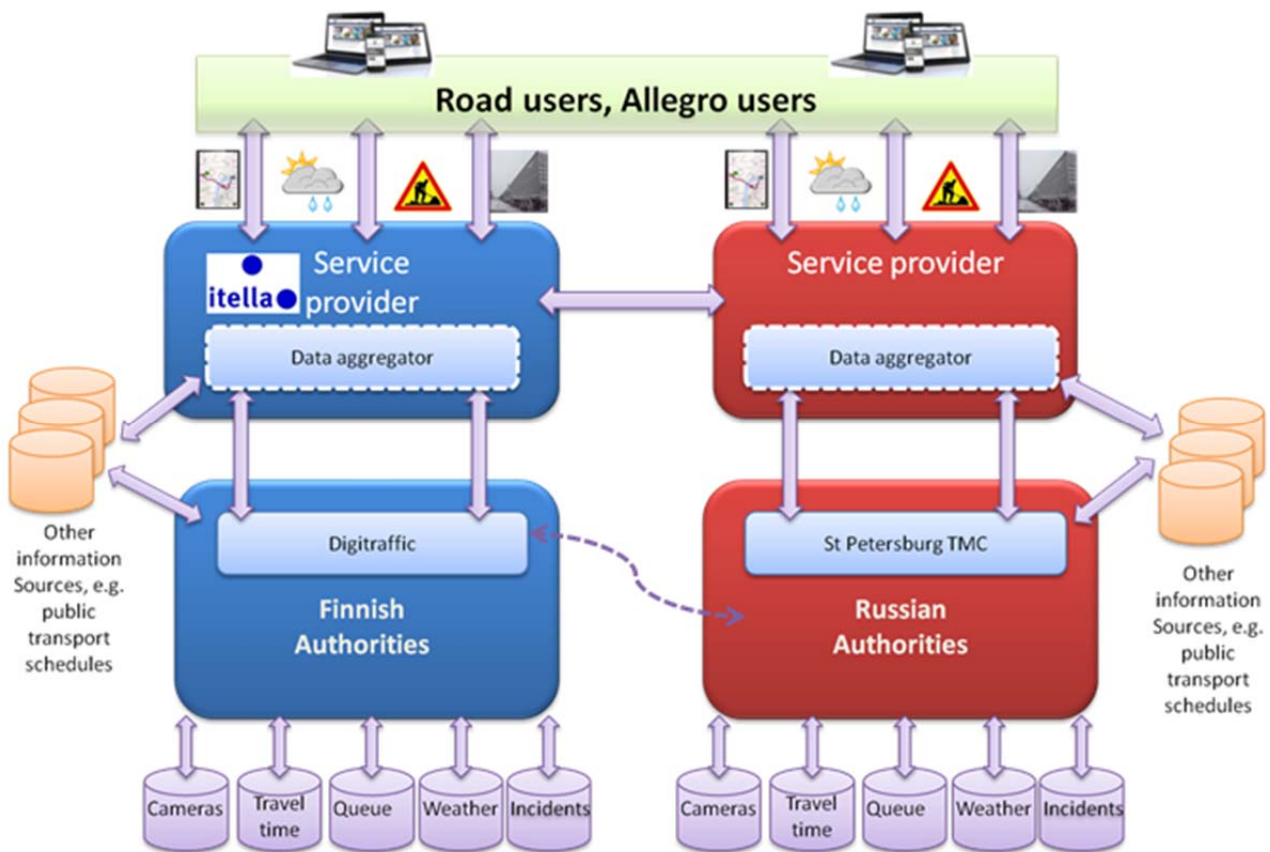 Road users, Allegro users
Service
provider
itella
Data aggregator
Service provider
Data aggregator
Other
information
Sources, e.g.
public
transport
schedules
Digitraffic
Finnish
Authorities
St Petersburg TMC
Russian
Authorities
Other
information
Sources, e.g.
public
transport
schedules
Cameras
Travel
time
Queue
Weather
Incidents
Cameras
Travel
time
Queue
Weather
Incidents